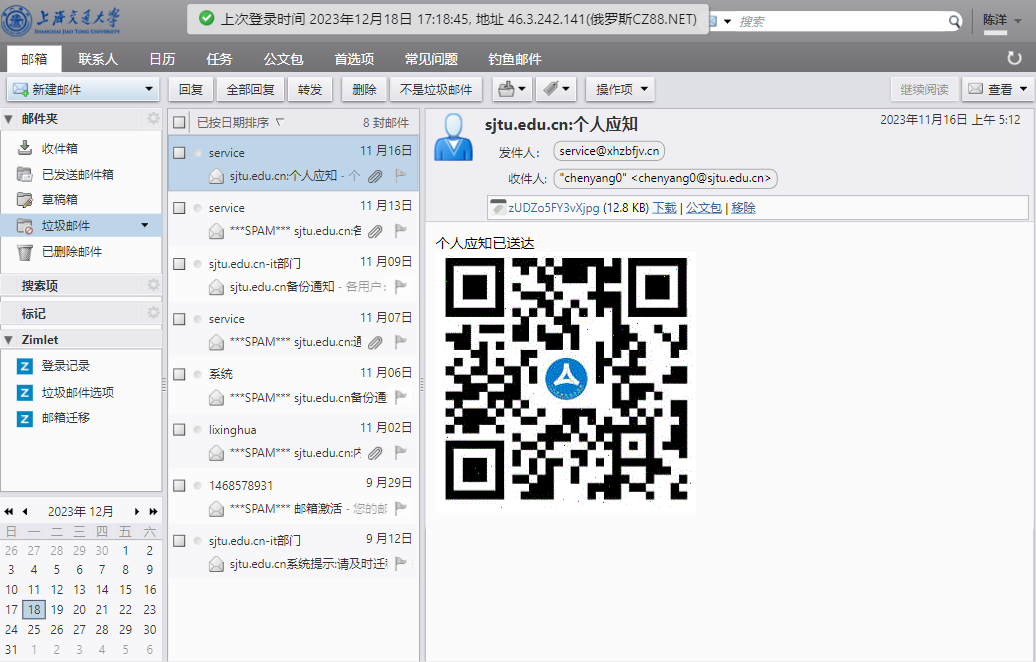 上海交通大学
SHANGHAI JIAO TONG UNIVERSITY
上次登录时间 2023年12月18日 17:18:45, 地址 46.3.242.141(俄罗斯CZ88.NET)
搜索
陈洋
邮箱 联系人 日历 任务 公文包 首选项 常见问题 钓鱼邮件
新建邮件 回复 全部回复 转发 删除 不是垃圾邮件 操作项 继续阅读 查看
邮件夹
收件箱
已发送邮件箱
草稿箱
垃圾邮件
已删除邮件
搜索项
标记
Zimlet
登录记录
垃圾邮件选项
邮箱迁移
2023年 12月
日 一 二 三 四 五 六
26 27 28 29 30 1 2
3 4 5 6 7 8 9
10 11 12 13 14 15 16
17 18 19 20 21 22 23
24 25 26 27 28 29 30
31 1 2 3 4 5 6
已按日期排序 8 封邮件
service 11 月16日
sjtu.edu.cn:个人应知 - 个
service 11 月13日
***SPAM*** sjtu.edu.cn:各
sjtu.edu.cn-it部门 11 月09日
sjtu.edu.cn备份通知 - 各用户:
service 11 月07日
***SPAM*** sjtu.edu.cn:通
系统 11 月06日
***SPAM*** sjtu.edu.cn备份通
lixinghua 11 月02日
***SPAM*** sjtu.edu.cn:内
1468578931 9 月29日
***SPAM*** 邮箱激活 - 您的邮
sjtu.edu.cn-it部门 9 月12日
sjtu.edu.cn系统提示:请及时迁移
sjtu.edu.cn:个人应知 2023年11月16日 上午 5:12
发件人: service@xhzbfjv.cn
收件人: "chenyang0" <chenyang0@sjtu.edu.cn>
zUDZo5FY3vXjpg (12.8 KB) 下载 | 公文包 | 移除
个人应知已送达